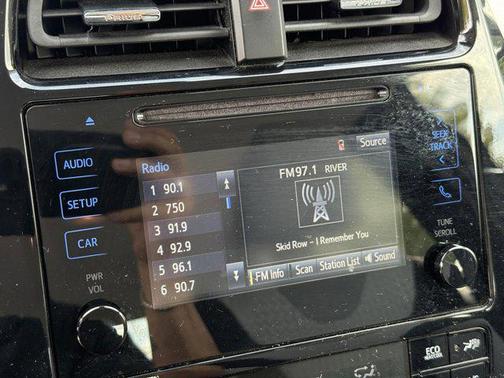 Radio
Source
1 90.1
2 750
3 91.9
4 92.9
5 96.1
6 90.7
FM97.1 RIVER
Skid Row - I Remember You
FM Info
Scan
Station List
Sound
AUDIO
SETUP
CAR
PWR
VOL
SEEK
TRACK
TUNE
SCROLL
ECO